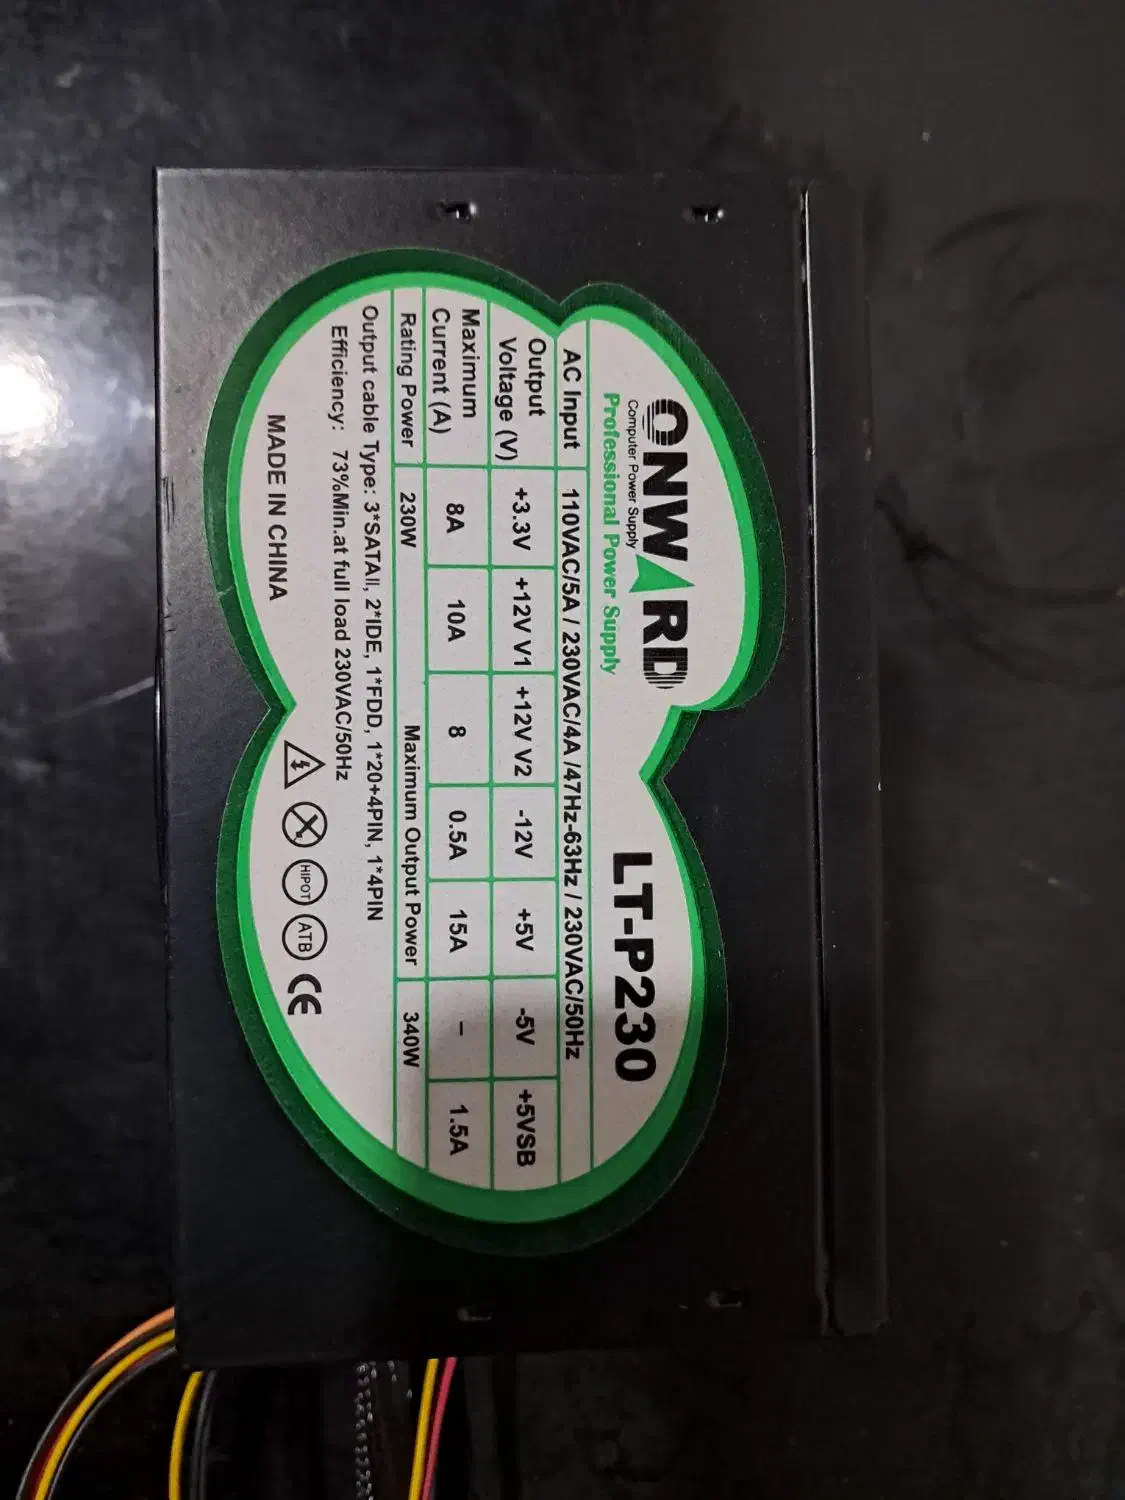 ONWARD
Computer Power Supply
Professional Power Supply
LT-P230
AC Input 110VAC/5A / 230VAC/4A /47Hz-63Hz / 230VAC/50Hz
Output Voltage (V) +3.3V +12V V1 +12V V2 -12V +5V -5V +5VSB
Maximum Current (A) 8A 10A 8 0.5A 15A – 1.5A
Rating Power 230W Maximum Output Power 340W
Output cable Type: 3*SATAII, 2*IDE, 1*FDD, 1*20+4PIN, 1*4PIN
Efficiency: 73%Min.at full load 230VAC/50Hz
MADE IN CHINA
HIPOT
ATB
CE